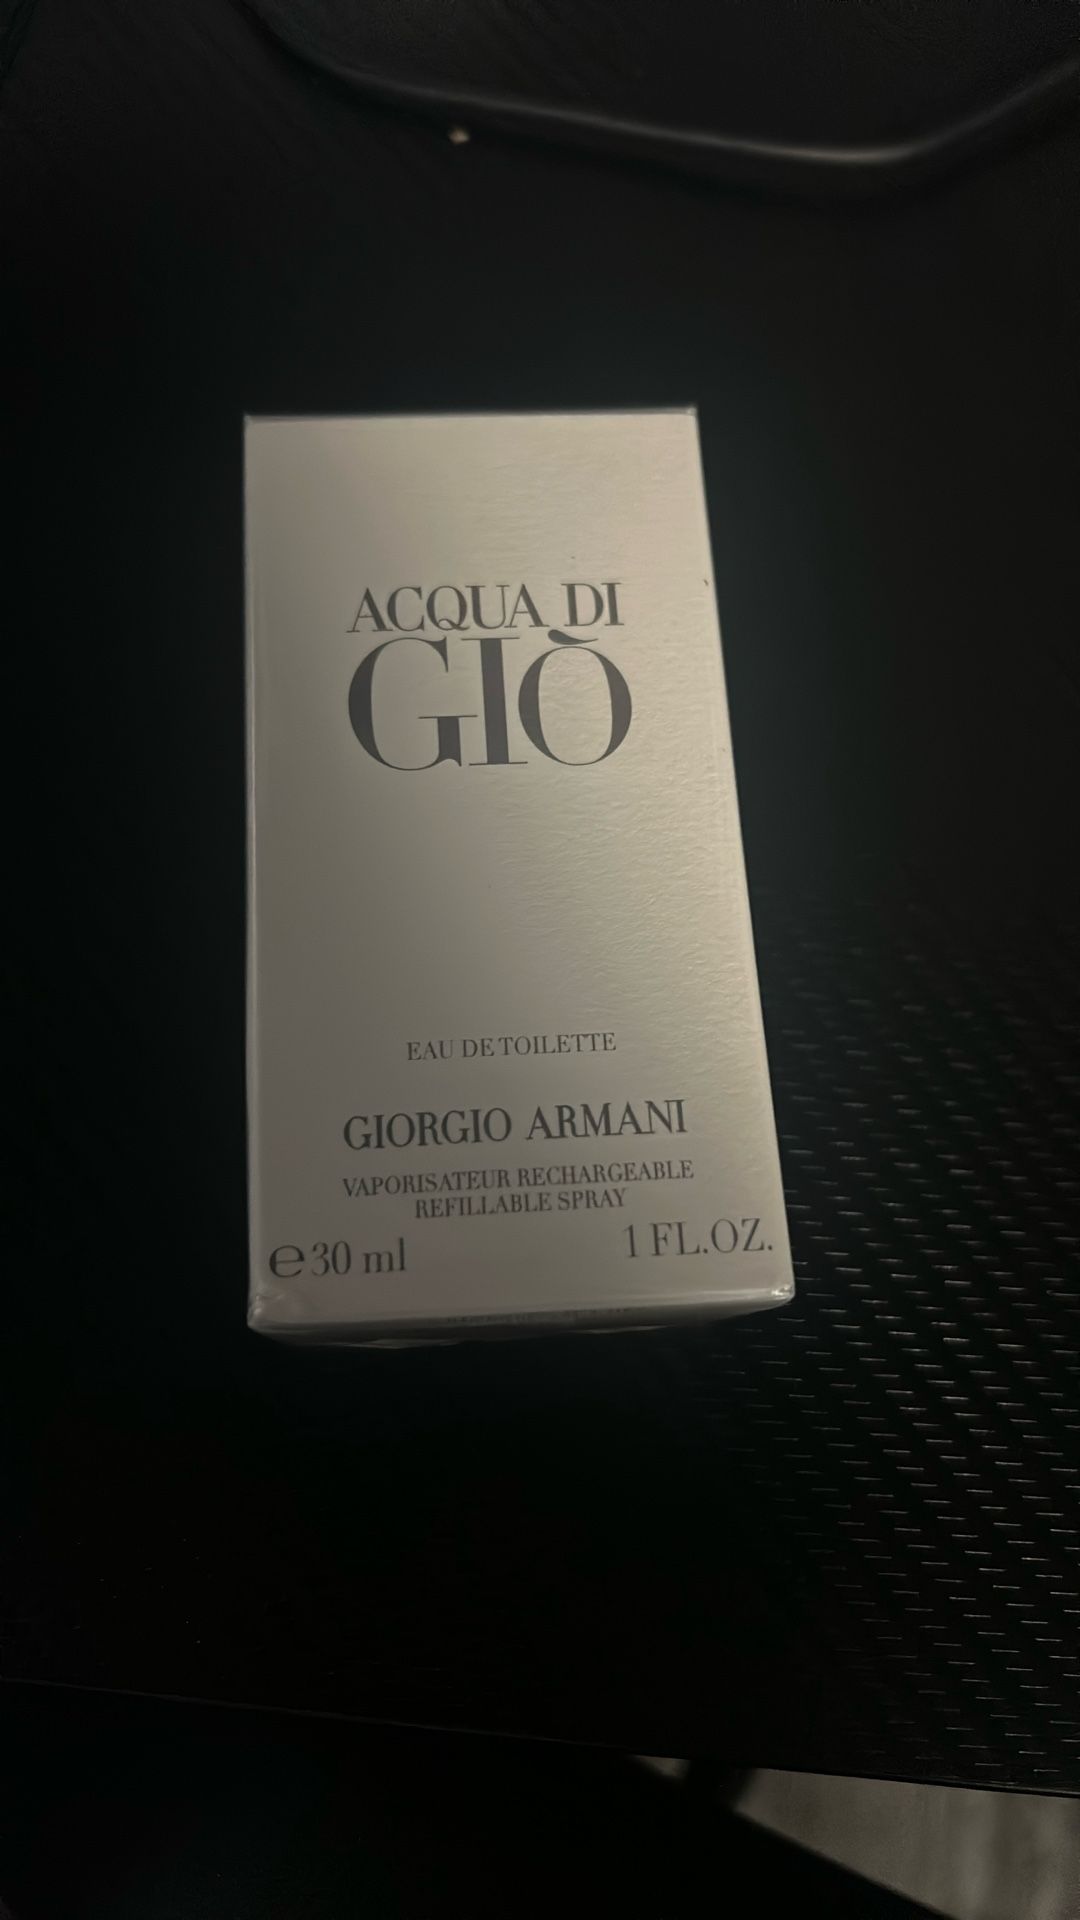 ACQUA DI
GIÒ
EAU DE TOILETTE
GIORGIO ARMANI
VAPORISATEUR RECHARGEABLE
REFILLABLE SPRAY
℮30 ml 1 FL.OZ.